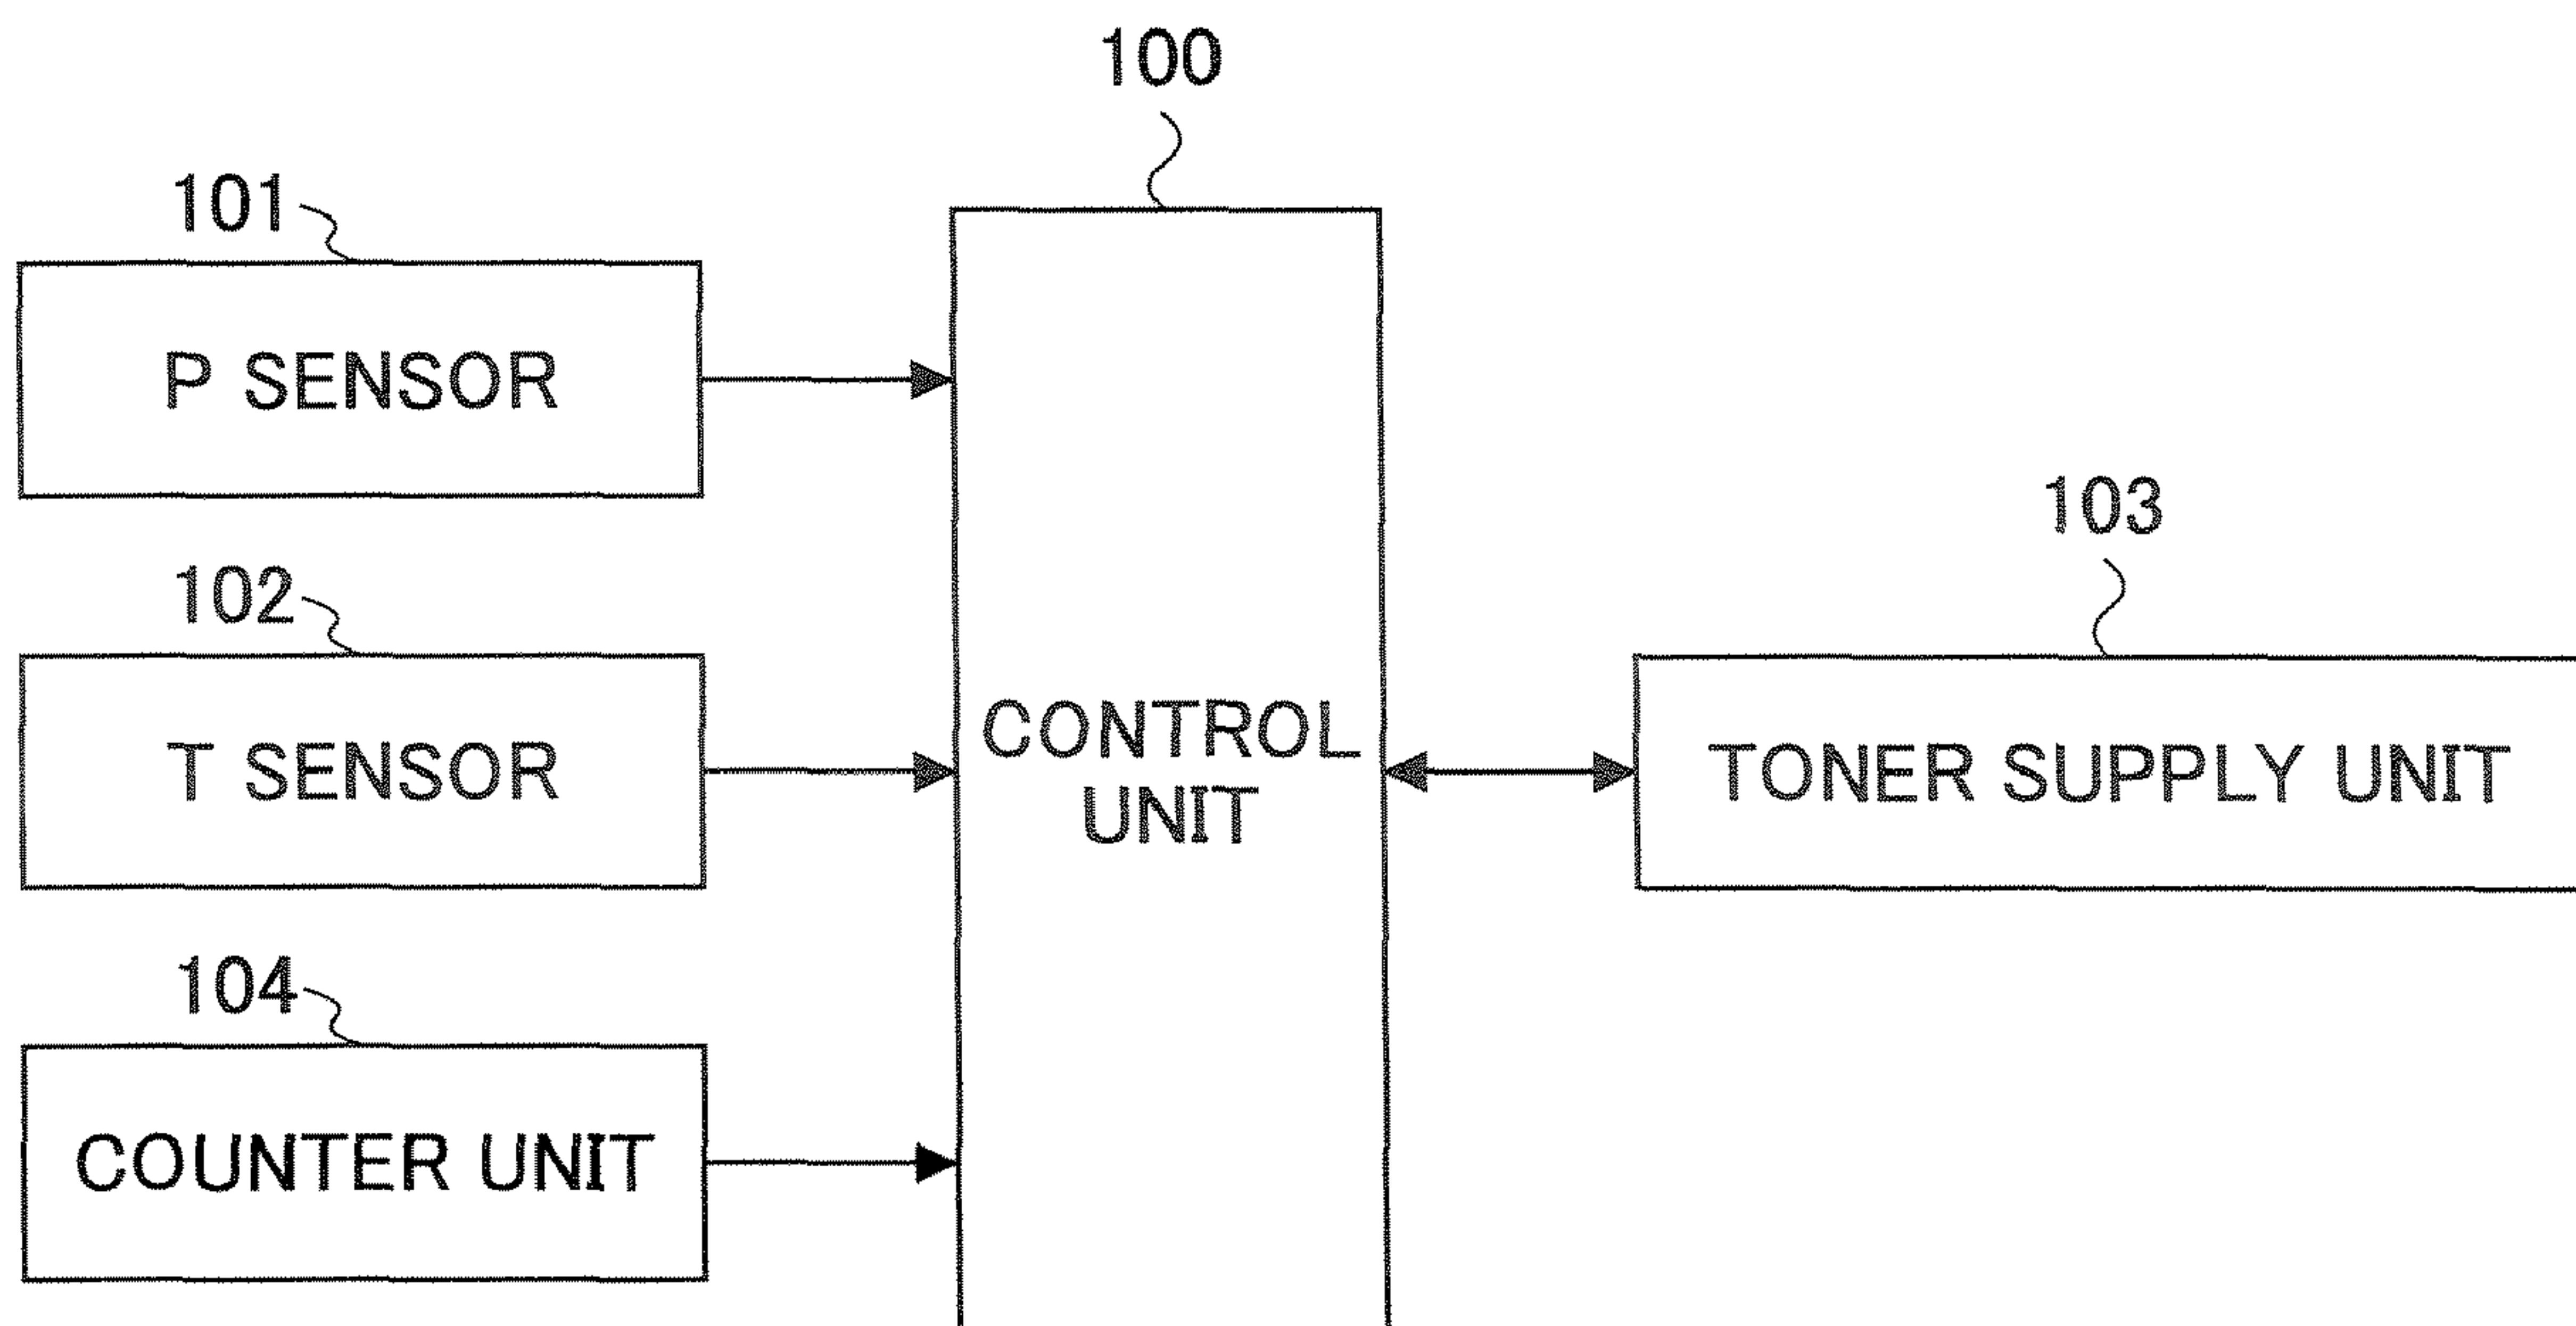 100
101
P SENSOR
102
T SENSOR
104
COUNTER UNIT
CONTROL
UNIT
103
TONER SUPPLY UNIT